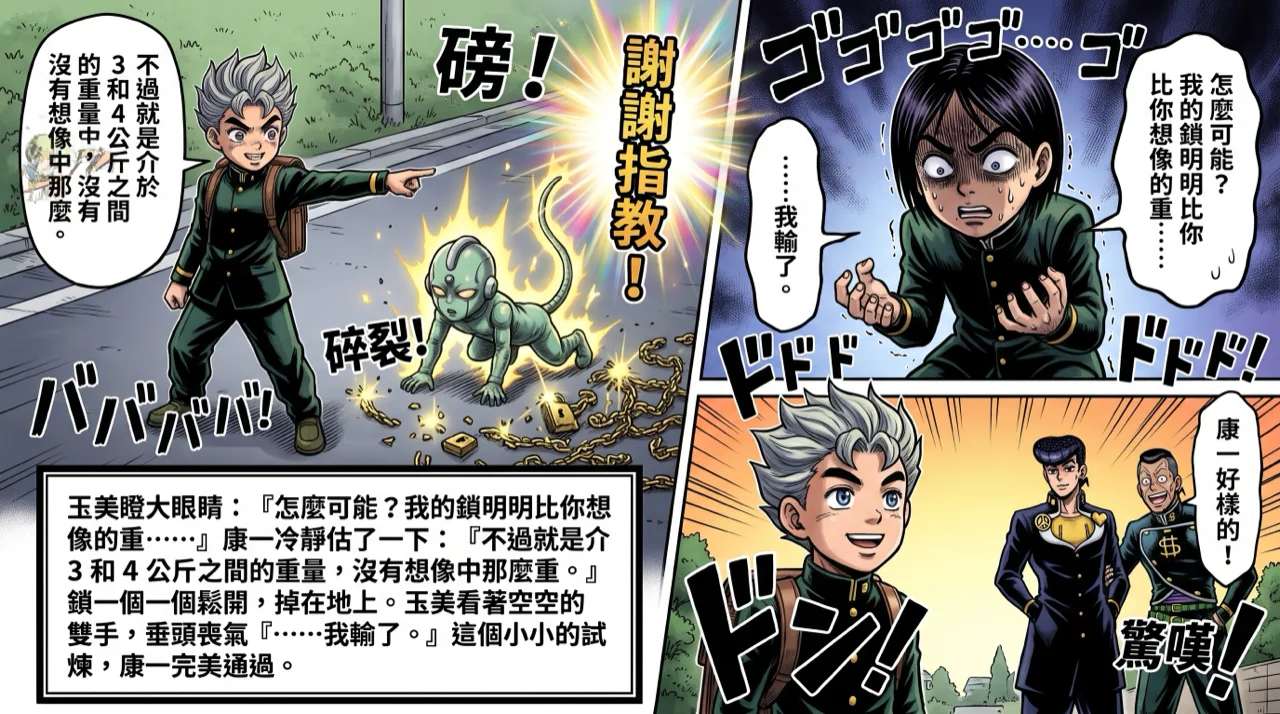 不過就是介於
3和4公斤之間
的重量中，沒有
沒有想像中那麼。
磅！
謝謝指教！
碎裂！
ババババ！
玉美瞪大眼睛：『怎麼可能？我的鎖明明比你想
像的重……』康一冷靜估了一下：『不過就是介
3 和 4 公斤之間的重量，沒有想像中那麼重。』
鎖一個一個鬆開，掉在地上。玉美看著空空的
雙手，垂頭喪氣『……我輸了。』這個小小的試
煉，康一完美通過。
ゴゴゴゴ……ゴ
怎麼可能？
我的鎖明明比你
比你想像的重……
……我輸了。
ドドド
ドドド！
康一好樣的！
ドン！
驚嘆！